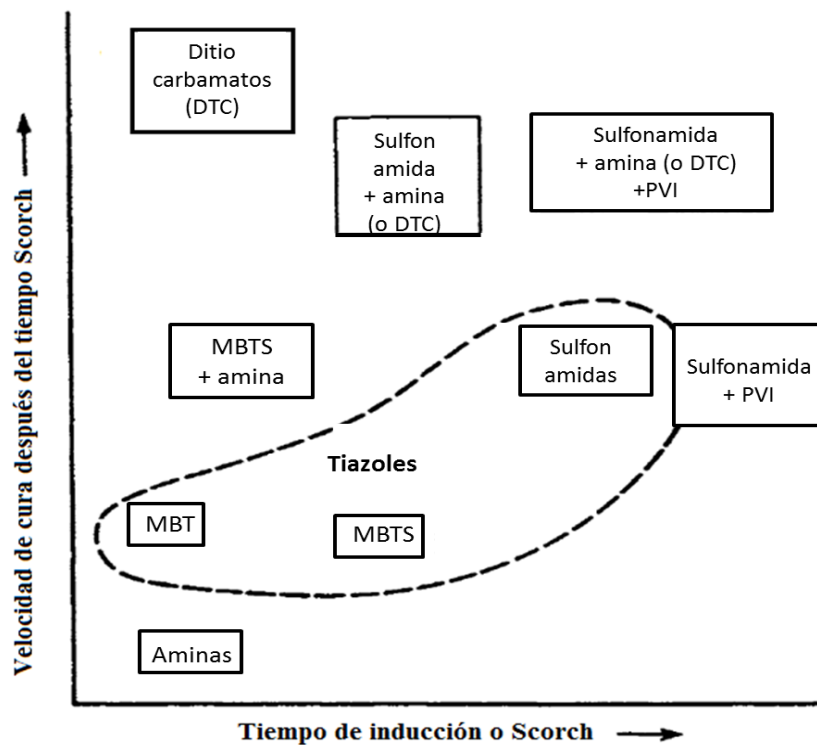 Velocidad de cura después del tiempo Scorch
Ditio
carbamatos
(DTC)
Sulfon
amida
+ amina
(o DTC)
Sulfonamida
+ amina (o DTC)
+PVI
MBTS
+ amina
Sulfon
amidas
Sulfonamida
+ PVI
Tiazoles
MBT
MBTS
Aminas
Tiempo de inducción o Scorch